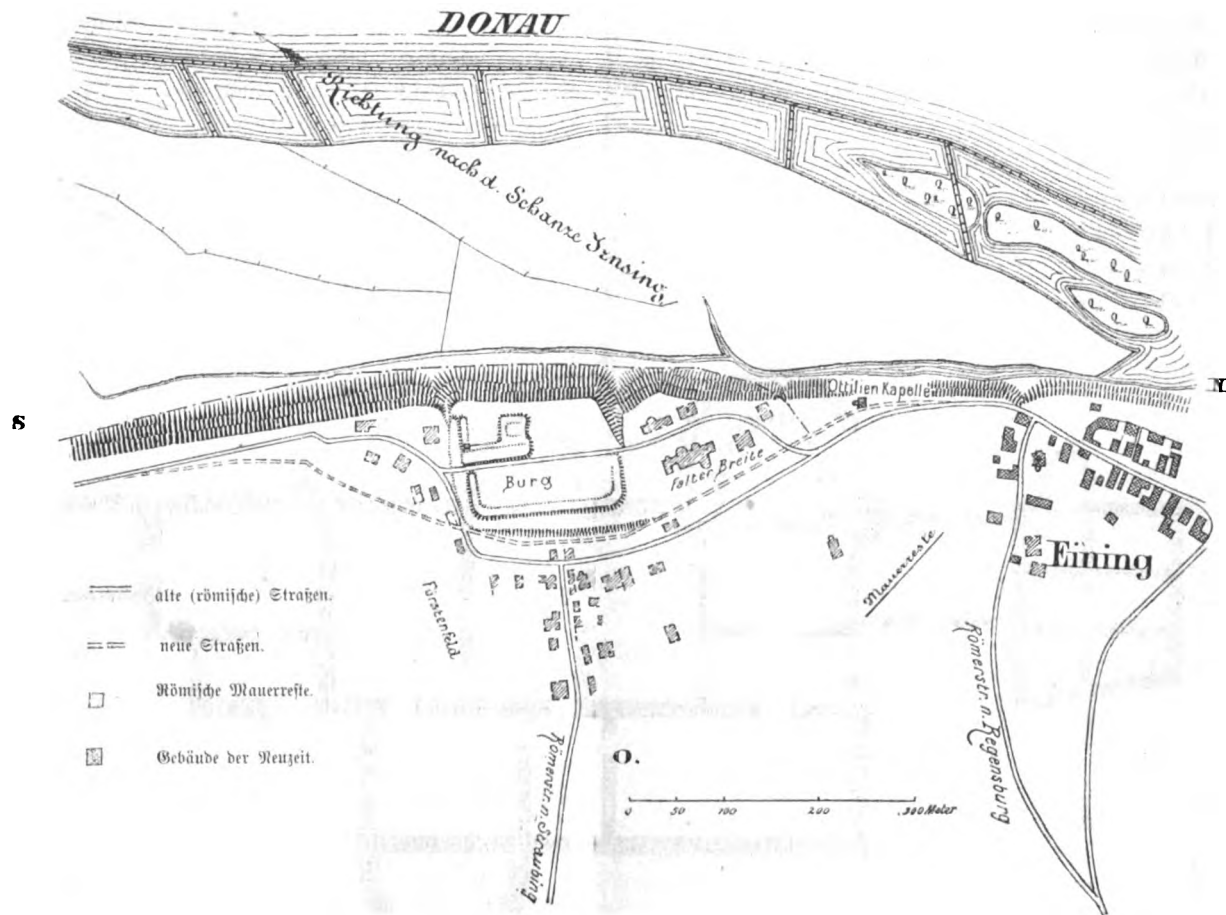 DONAU
Richtung nach d. Schanze Irnsing
Ottilien Kapelle
S
N
Burg
Falter Breite
Mauerreste
Eining
Fürstenfeld
alte (römische) Straßen.
neue Straßen.
Römische Mauerreste.
Gebäude der Neuzeit.
Römerstr. n. Straubing
Römerstr. n. Regensburg
O.
0 50 100 200 300 Meter